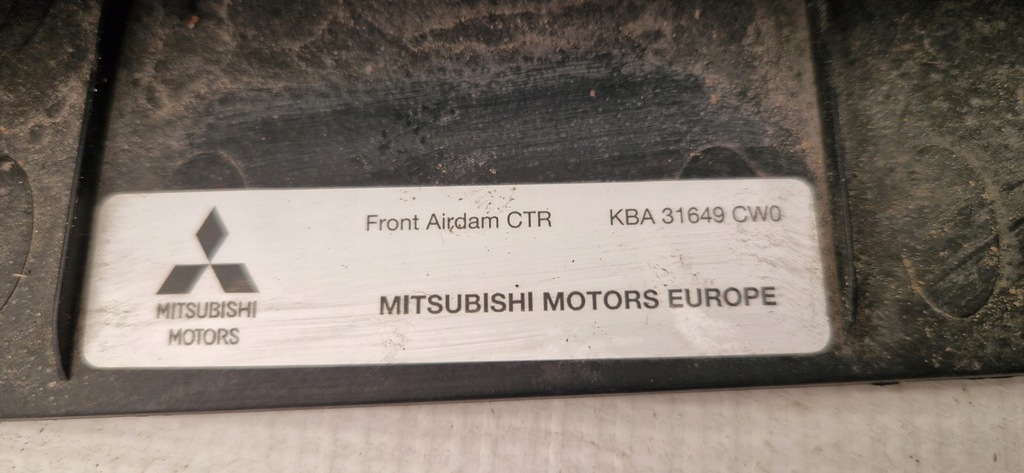 Front Airdam CTR KBA 31649 CW0
MITSUBISHI MOTORS EUROPE
MITSUBISHI
MOTORS